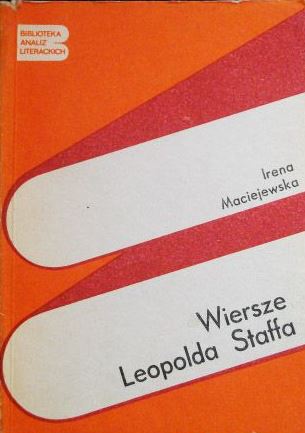 BIBLIOTEKA
ANALIZ
LITERACKICH
Irena
Maciejewska
Wiersze
Leopolda Staffa